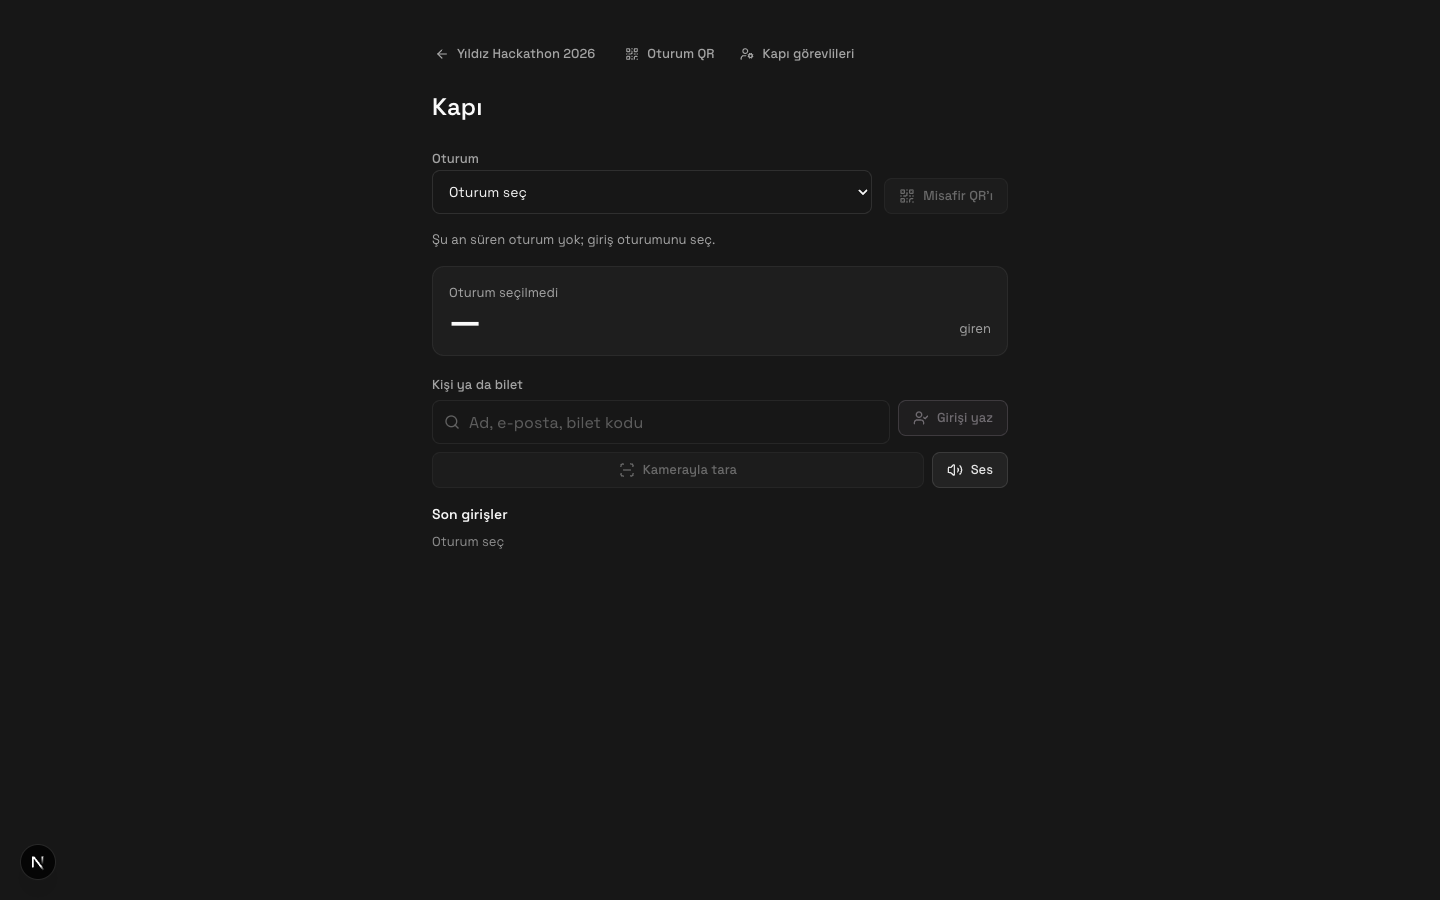 Yıldız Hackathon 2026 Oturum QR Kapı görevlileri
Kapı
Oturum
Oturum seç Misafir QR'ı
Şu an süren oturum yok; giriş oturumunu seç.
Oturum seçilmedi
— giren
Kişi ya da bilet
Ad, e-posta, bilet kodu Girişi yaz
Kamerayla tara Ses
Son girişler
Oturum seç
N